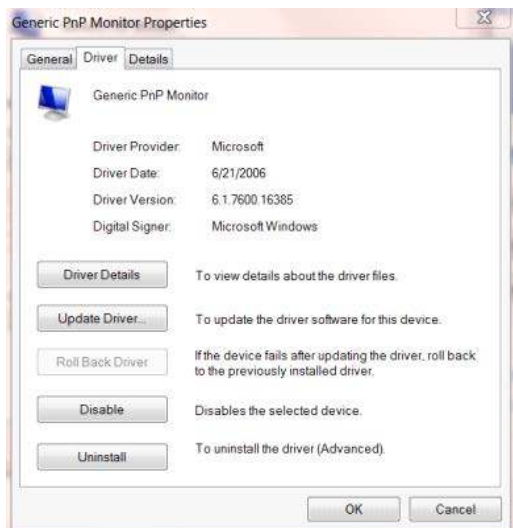 Generic PnP Monitor Properties
General Driver Details
Generic PnP Monitor
Driver Provider: Microsoft
Driver Date: 6/21/2006
Driver Version: 6.1.7600.16385
Digital Signer: Microsoft Windows
Driver Details To view details about the driver files.
Update Driver... To update the driver software for this device.
Roll Back Driver If the device fails after updating the driver, roll back
to the previously installed driver.
Disable Disables the selected device.
Uninstall To uninstall the driver (Advanced).
OK Cancel